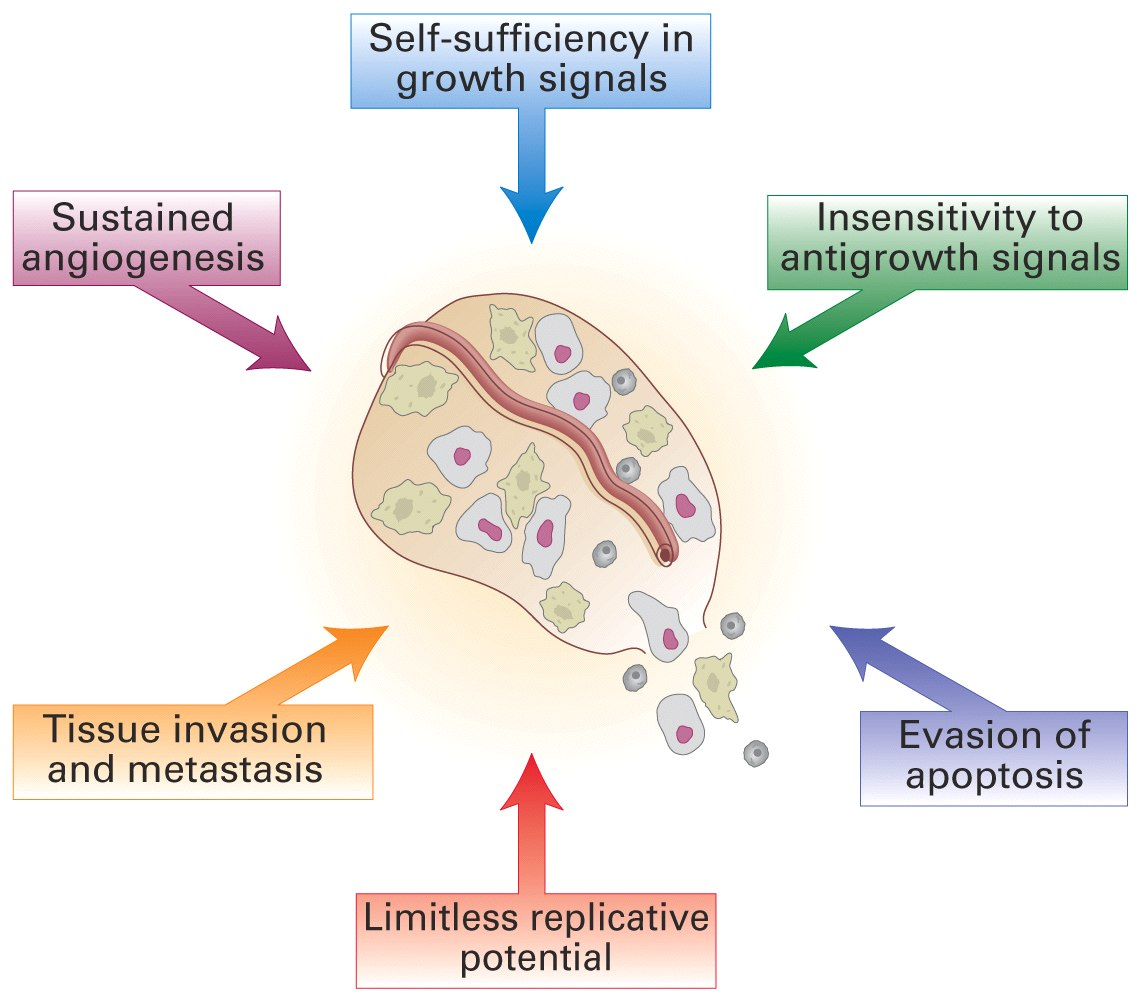 Self-sufficiency in
growth signals
Sustained
angiogenesis
Insensitivity to
antigrowth signals
Tissue invasion
and metastasis
Evasion of
apoptosis
Limitless replicative
potential